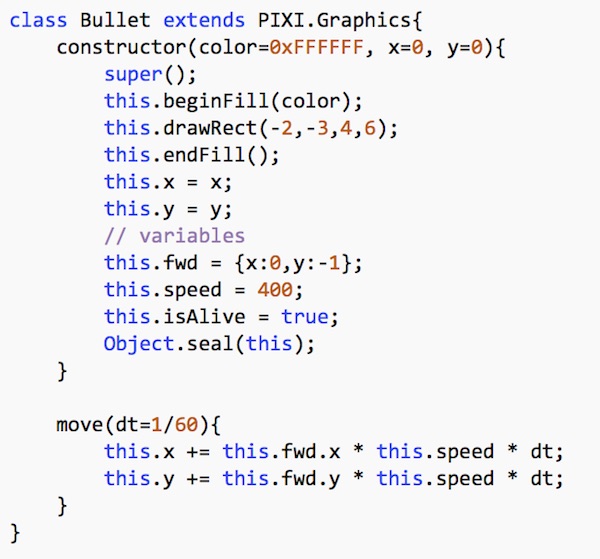 class Bullet extends PIXI.Graphics{
    constructor(color=0xFFFFFF, x=0, y=0){
        super();
        this.beginFill(color);
        this.drawRect(-2,-3,4,6);
        this.endFill();
        this.x = x;
        this.y = y;
        // variables
        this.fwd = {x:0,y:-1};
        this.speed = 400;
        this.isAlive = true;
        Object.seal(this);
    }

    move(dt=1/60){
        this.x += this.fwd.x * this.speed * dt;
        this.y += this.fwd.y * this.speed * dt;
    }
}